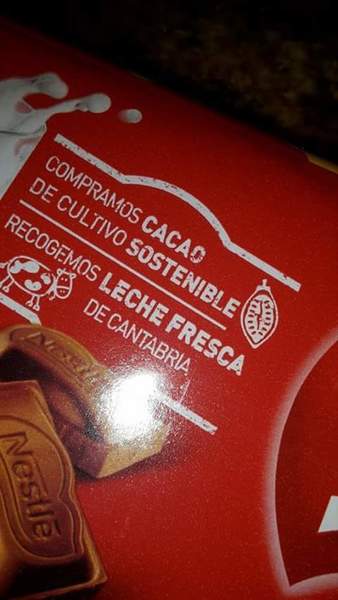 COMPRAMOS CACAO
DE CULTIVO SOSTENIBLE
RECOGEMOS LECHE FRESCA
DE CANTABRIA
Nestlé
Nestlé